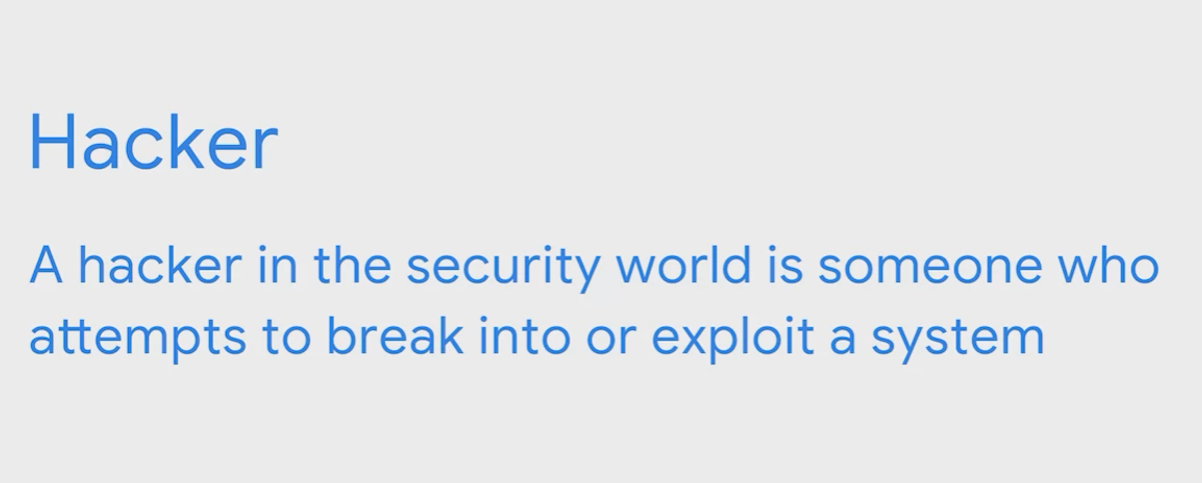 Hacker
A hacker in the security world is someone who
attempts to break into or exploit a system